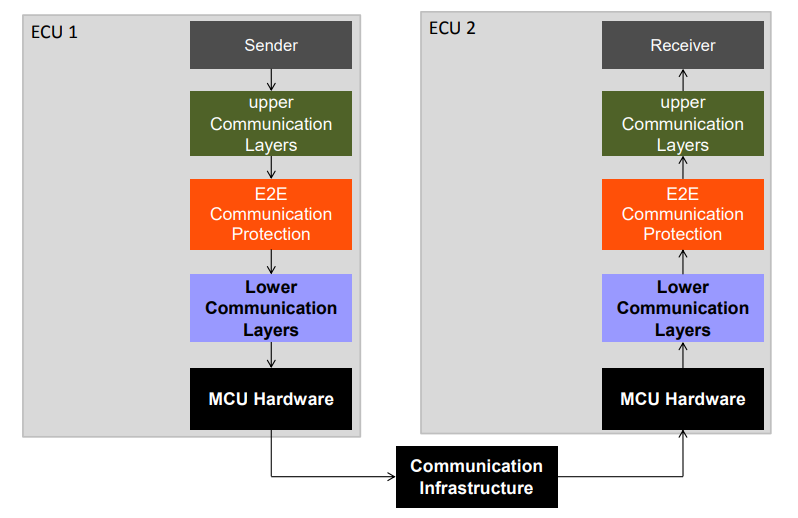 ECU 1
Sender
upper
Communication
Layers
E2E
Communication
Protection
Lower
Communication
Layers
MCU Hardware
ECU 2
Receiver
upper
Communication
Layers
E2E
Communication
Protection
Lower
Communication
Layers
MCU Hardware
Communication
Infrastructure